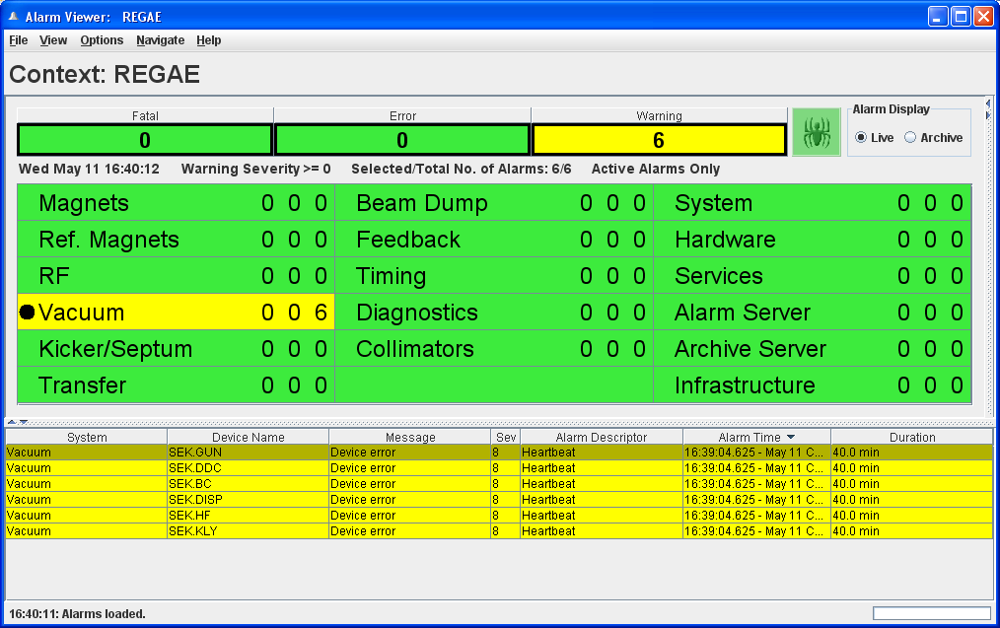 Alarm Viewer: REGAE
File View Options Navigate Help
Context: REGAE
Fatal Error Warning
0 0 6
Alarm Display
Live Archive
Wed May 11 16:40:12 Warning Severity >= 0 Selected/Total No. of Alarms: 6/6 Active Alarms Only
Magnets 0 0 0 Beam Dump 0 0 0 System 0 0 0
Ref. Magnets 0 0 0 Feedback 0 0 0 Hardware 0 0 0
RF 0 0 0 Timing 0 0 0 Services 0 0 0
Vacuum 0 0 6 Diagnostics 0 0 0 Alarm Server 0 0 0
Kicker/Septum 0 0 0 Collimators 0 0 0 Archive Server 0 0 0
Transfer 0 0 0 Infrastructure 0 0 0
System Device Name Message Sev Alarm Descriptor Alarm Time Duration
Vacuum SEK.GUN Device error 8 Heartbeat 16:39:04.625 - May 11 C... 40.0 min
Vacuum SEK.DDC Device error 8 Heartbeat 16:39:04.625 - May 11 C... 40.0 min
Vacuum SEK.BC Device error 8 Heartbeat 16:39:04.625 - May 11 C... 40.0 min
Vacuum SEK.DISP Device error 8 Heartbeat 16:39:04.625 - May 11 C... 40.0 min
Vacuum SEK.HF Device error 8 Heartbeat 16:39:04.625 - May 11 C... 40.0 min
Vacuum SEK.KLY Device error 8 Heartbeat 16:39:04.625 - May 11 C... 40.0 min
16:40:11: Alarms loaded.